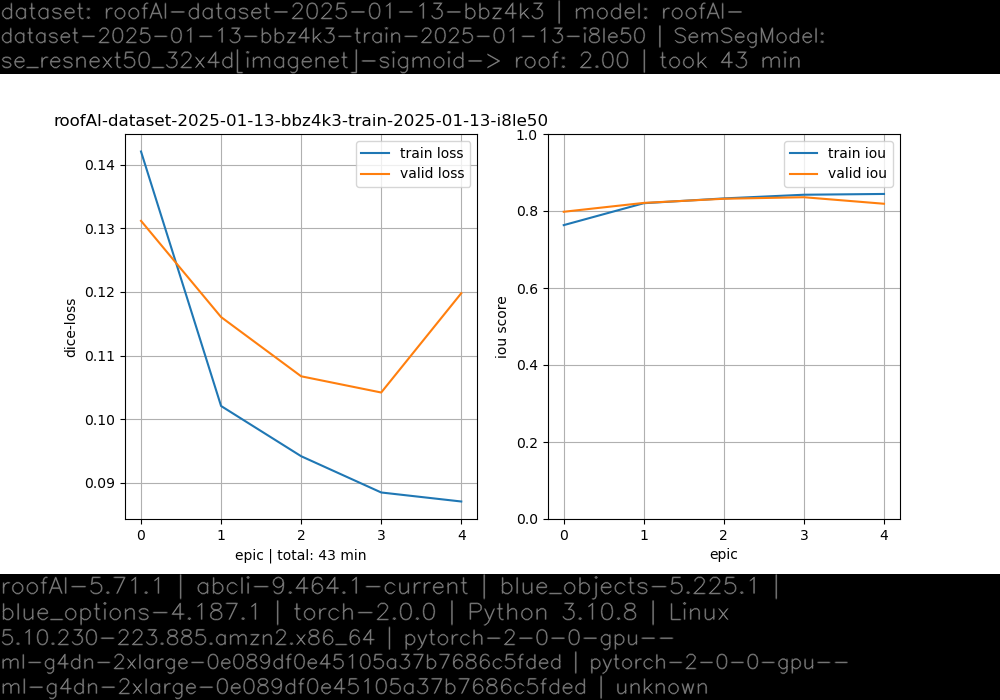 dataset: roofAI-dataset-2025-01-13-bbz4k3 | model: roofAI-
dataset-2025-01-13-bbz4k3-train-2025-01-13-i8le50 | SemSegModel:
se_resnext50_32x4d[imagenet]-sigmoid-> roof: 2.00 | took 43 min
roofAI-dataset-2025-01-13-bbz4k3-train-2025-01-13-i8le50
train loss
valid loss
0.14
0.13
0.12
0.11
0.10
0.09
dice-loss
0 1 2 3 4
epic | total: 43 min
train iou
valid iou
1.0
0.8
0.6
0.4
0.2
0.0
iou score
0 1 2 3 4
epic
roofAI-5.71.1 | abcli-9.464.1-current | blue_objects-5.225.1 |
blue_options-4.187.1 | torch-2.0.0 | Python 3.10.8 | Linux
5.10.230-223.885.amzn2.x86_64 | pytorch-2-0-0-gpu--
ml-g4dn-2xlarge-0e089df0e45105a37b7686c5fded | pytorch-2-0-0-gpu--
ml-g4dn-2xlarge-0e089df0e45105a37b7686c5fded | unknown